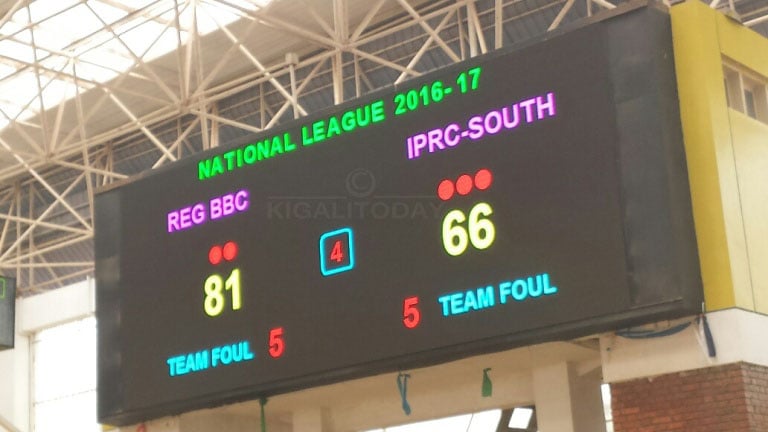 NATIONAL LEAGUE 2016-17
REG BBC
IPRC-SOUTH
81
4
66
TEAM FOUL 5
5 TEAM FOUL
© KIGALITODAY